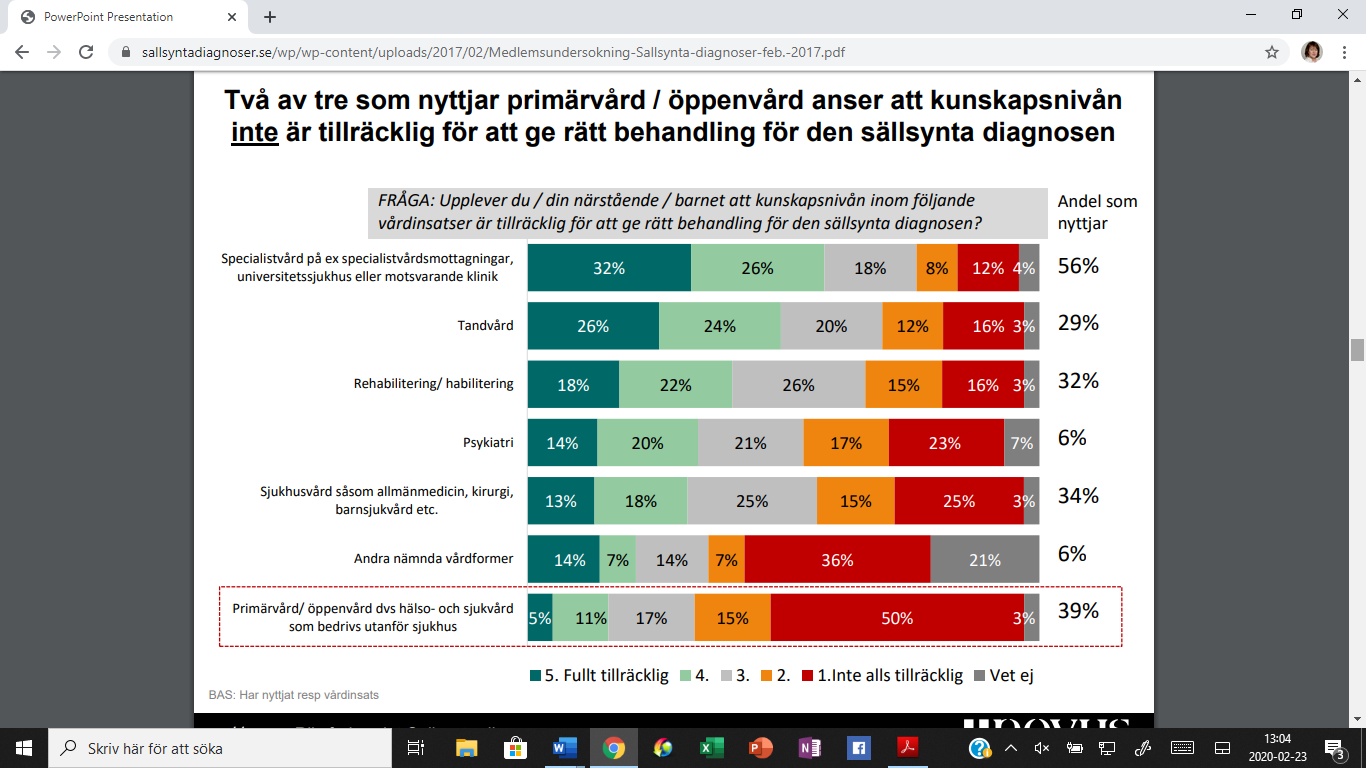 PowerPoint Presentation
sallsyntadiagnoser.se/wp/wp-content/uploads/2017/02/Medlemsundersokning-Sallsynta-diagnoser-feb.-2017.pdf
Två av tre som nyttjar primärvård / öppenvård anser att kunskapsnivån
inte är tillräcklig för att ge rätt behandling för den sällsynta diagnosen
FRÅGA: Upplever du / din närstående / barnet att kunskapsnivån inom följande
vårdinsatser är tillräcklig för att ge rätt behandling för den sällsynta diagnosen?
Andel som
nyttjar
Specialistvård på ex specialistvårdsmottagningar,
universitetssjukhus eller motsvarande klinik
32% 26% 18% 8% 12% 4% 56%
Tandvård 26% 24% 20% 12% 16% 3% 29%
Rehabilitering/ habilitering 18% 22% 26% 15% 16% 3% 32%
Psykiatri 14% 20% 21% 17% 23% 7% 6%
Sjukhusvård såsom allmänmedicin, kirurgi,
barnsjukvård etc.
13% 18% 25% 15% 25% 3% 34%
Andra nämnda vårdformer 14% 7% 14% 7% 36% 21% 6%
Primärvård/ öppenvård dvs hälso- och sjukvård
som bedrivs utanför sjukhus
5% 11% 17% 15% 50% 3% 39%
5. Fullt tillräcklig 4. 3. 2. 1.Inte alls tillräcklig Vet ej
BAS: Har nyttjat resp vårdinsats
Skriv här för att söka
13:04
2020-02-23
3